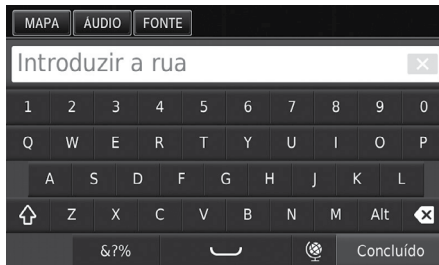 MAPA ÁUDIO FONTE
Introduzir a rua
1 2 3 4 5 6 7 8 9 0
Q W E R T Y U I O P
A S D F G H J K L
Z X C V B N M Alt
&?% Concluído